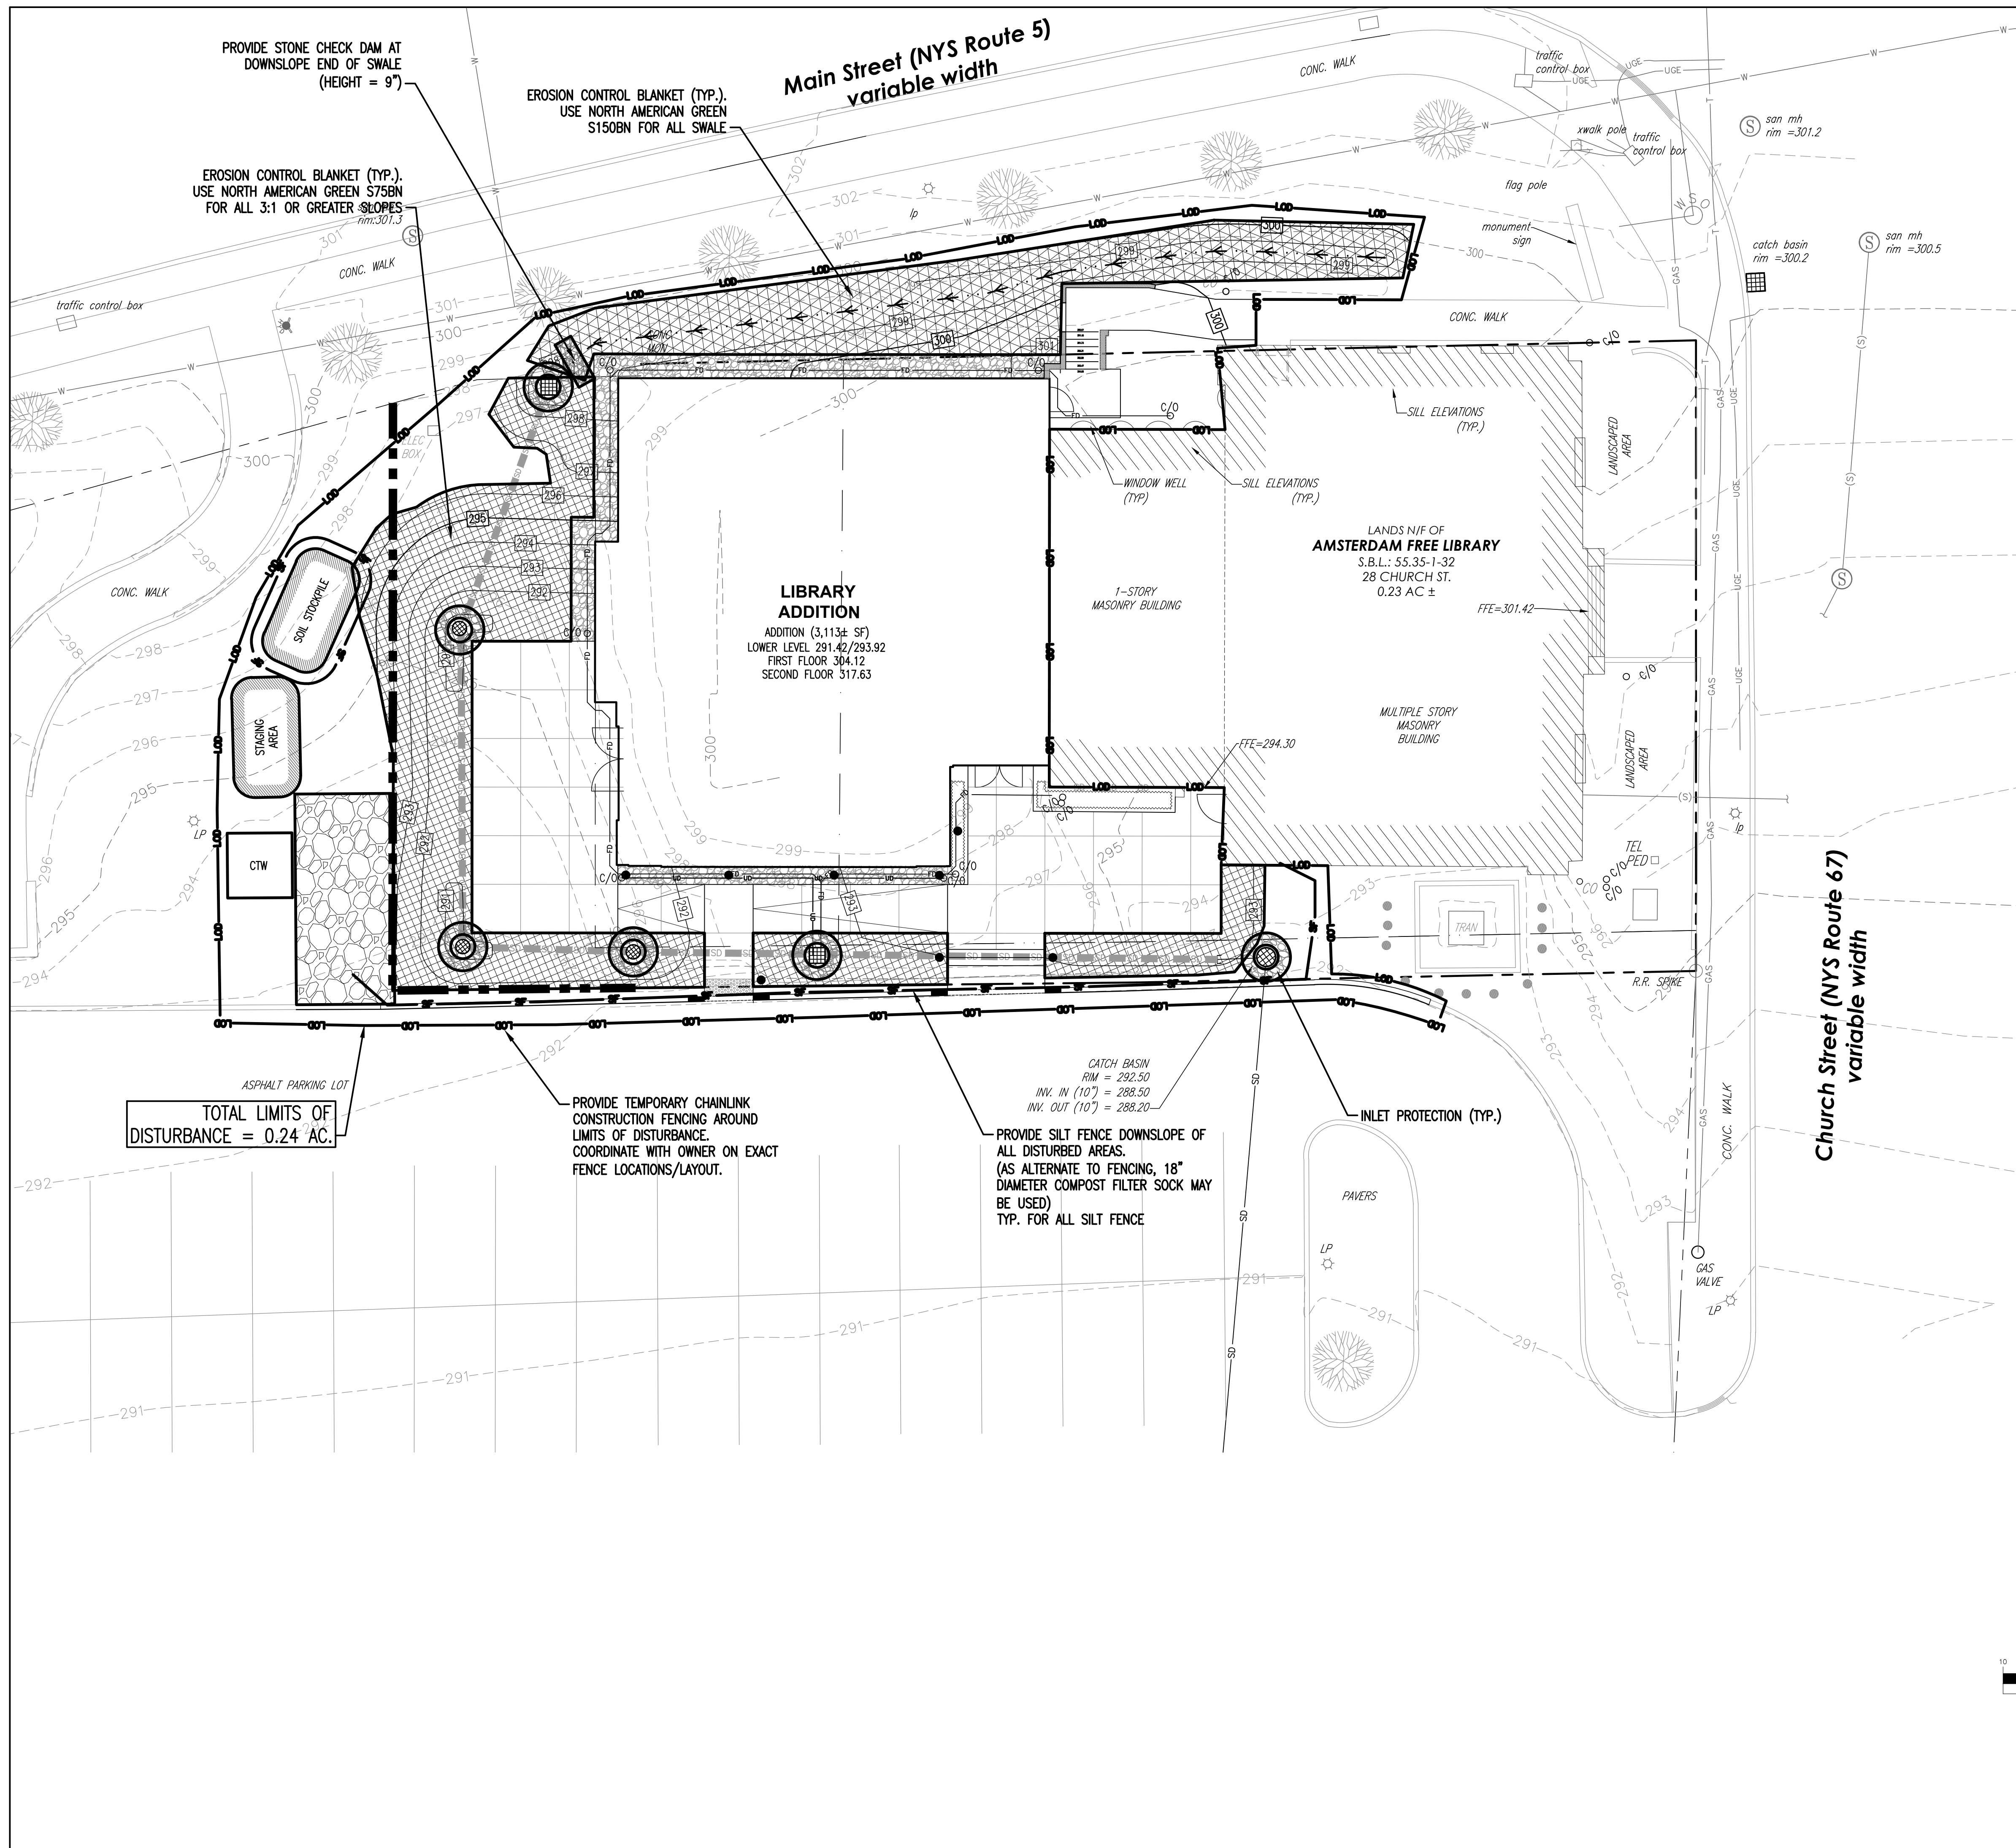 PROVIDE STONE CHECK DAM AT
DOWNSLOPE END OF SWALE
(HEIGHT = 9")
EROSION CONTROL BLANKET (TYP.).
USE NORTH AMERICAN GREEN
S150BN FOR ALL SWALE
EROSION CONTROL BLANKET (TYP.).
USE NORTH AMERICAN GREEN S75BN
FOR ALL 3:1 OR GREATER SLOPES
rim:301.3
Main Street (NYS Route 5)
variable width
CONC. WALK
traffic
control box
xwalk pole
traffic
control box
san mh
rim =301.2
flag pole
monument
sign
catch basin
rim =300.2
san mh
rim =300.5
traffic control box
CONC. WALK
lp
CONC. WALK
CONC. WALK
SILL ELEVATIONS
(TYP.)
WINDOW WELL
(TYP)
SILL ELEVATIONS
(TYP.)
LANDSCAPED
AREA
LANDS N/F OF
AMSTERDAM FREE LIBRARY
S.B.L.: 55.35-1-32
28 CHURCH ST.
0.23 AC ±
FFE=301.42
1-STORY
MASONRY BUILDING
LIBRARY
ADDITION
ADDITION (3,113± SF)
LOWER LEVEL 291.42/293.92
FIRST FLOOR 304.12
SECOND FLOOR 317.63
SOIL STOCKPILE
STAGING
AREA
CTW
LP
MULTIPLE STORY
MASONRY
BUILDING
FFE=294.30
LANDSCAPED
AREA
TEL
PED
lp
TRAN
R.R. SPIKE
Church Street (NYS Route 67)
variable width
CONC. WALK
ASPHALT PARKING LOT
TOTAL LIMITS OF
DISTURBANCE = 0.24 AC.
PROVIDE TEMPORARY CHAINLINK
CONSTRUCTION FENCING AROUND
LIMITS OF DISTURBANCE.
COORDINATE WITH OWNER ON EXACT
FENCE LOCATIONS/LAYOUT.
CATCH BASIN
RIM = 292.50
INV. IN (10") = 288.50
INV. OUT (10") = 288.20
PROVIDE SILT FENCE DOWNSLOPE OF
ALL DISTURBED AREAS.
(AS ALTERNATE TO FENCING, 18"
DIAMETER COMPOST FILTER SOCK MAY
BE USED)
TYP. FOR ALL SILT FENCE
INLET PROTECTION (TYP.)
PAVERS
LP
GAS
VALVE
LP
10